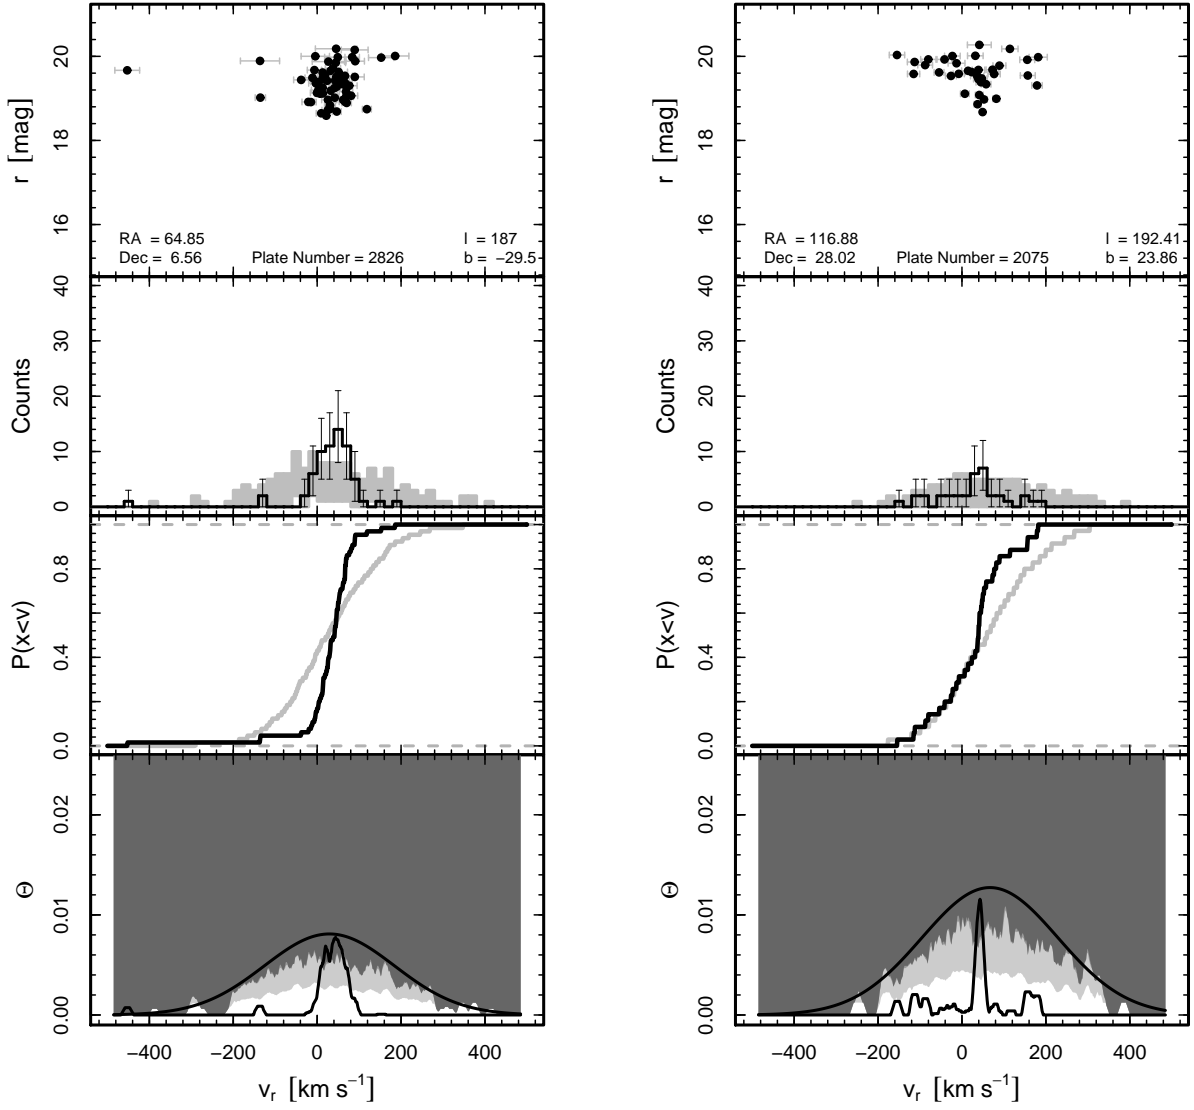 20
18
16
r [mag]
RA = 64.85
l = 187
Dec = 6.56
Plate Number = 2826
b = −29.5
40
30
20
10
0
Counts
0.8
0.4
0.0
P(x<v)
0.02
0.01
0.00
Θ
−400
−200
0
200
400
v_r [km s⁻¹]
20
18
16
r [mag]
RA = 116.88
l = 192.41
Dec = 28.02
Plate Number = 2075
b = 23.86
40
30
20
10
0
Counts
0.8
0.4
0.0
P(x<v)
0.02
0.01
0.00
Θ
−400
−200
0
200
400
v_r [km s⁻¹]